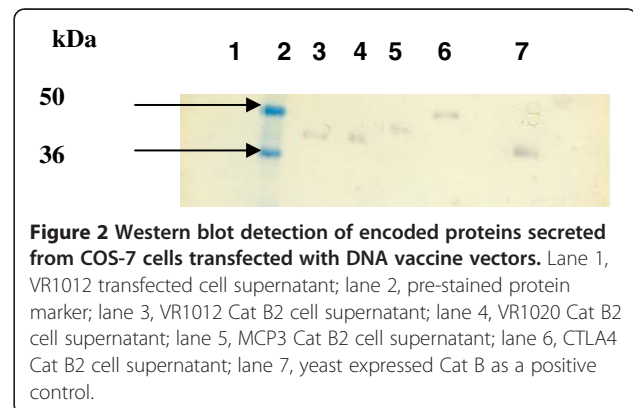 kDa
1 2 3 4 5 6 7
50
36
Figure 2 Western blot detection of encoded proteins secreted
from COS-7 cells transfected with DNA vaccine vectors. Lane 1,
VR1012 transfected cell supernatant; lane 2, pre-stained protein
marker; lane 3, VR1012 Cat B2 cell supernatant; lane 4, VR1020 Cat B2
cell supernatant; lane 5, MCP3 Cat B2 cell supernatant; lane 6, CTLA4
Cat B2 cell supernatant; lane 7, yeast expressed Cat B as a positive
control.